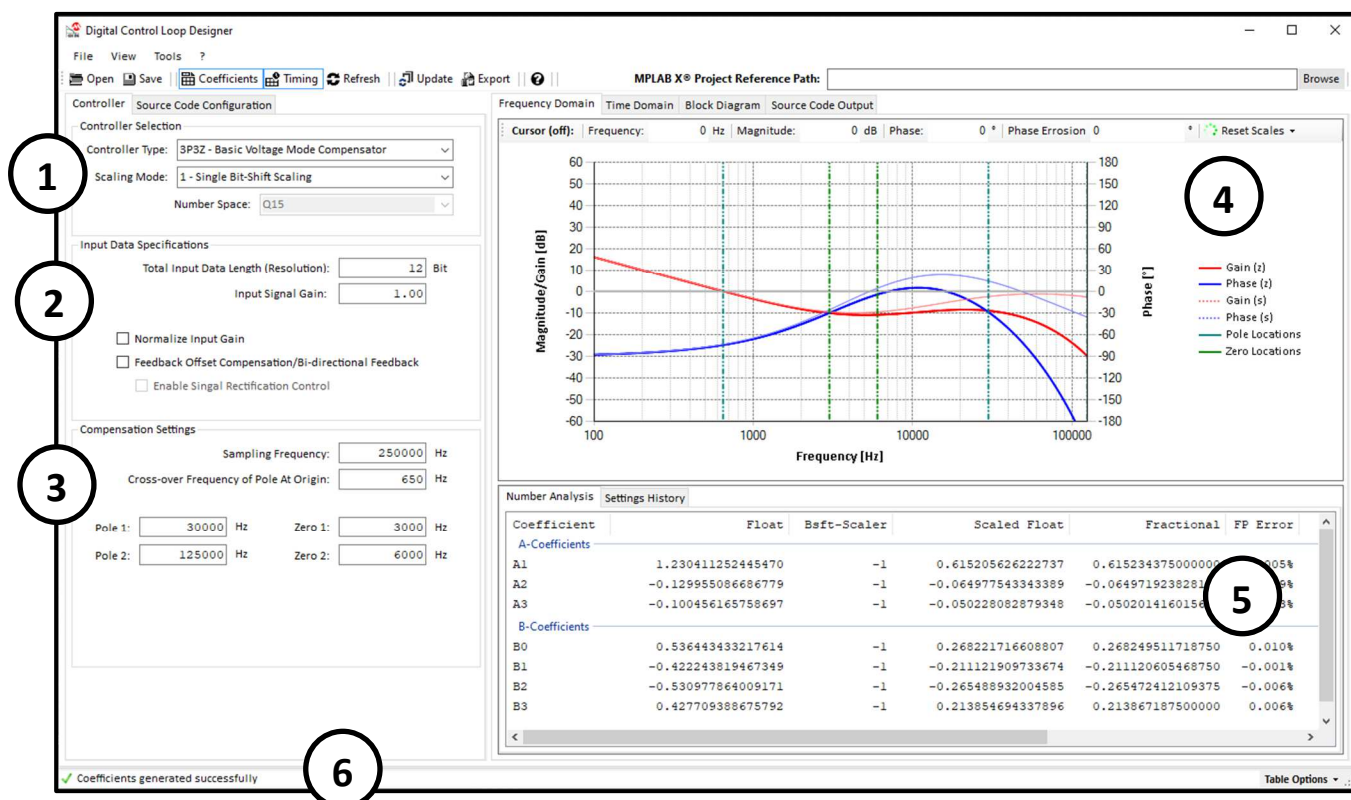 Digital Control Loop Designer
File View Tools ?
Open Save Coefficients Timing Refresh Update Export MPLAB X® Project Reference Path: Browse
Controller Source Code Configuration
Controller Selection
Controller Type: 3P3Z - Basic Voltage Mode Compensator
Scaling Mode: 1 - Single Bit-Shift Scaling
Number Space: Q15
1
Input Data Specifications
Total Input Data Length (Resolution): 12 Bit
Input Signal Gain: 1.00
2
Normalize Input Gain
Feedback Offset Compensation/Bi-directional Feedback
Enable Singal Rectification Control
Compensation Settings
Sampling Frequency: 250000 Hz
Cross-over Frequency of Pole At Origin: 650 Hz
3
Pole 1: 30000 Hz Zero 1: 3000 Hz
Pole 2: 125000 Hz Zero 2: 6000 Hz
Frequency Domain Time Domain Block Diagram Source Code Output
Cursor (off): Frequency: 0 Hz Magnitude: 0 dB Phase: 0 ° Phase Errosion 0 ° Reset Scales
4
Magnitude/Gain [dB]
60
50
40
30
20
10
0
-10
-20
-30
-40
-50
-60
180
150
120
90
60
30
0
-30
-60
-90
-120
-150
-180
Phase [°]
100 1000 10000 100000
Frequency [Hz]
Gain (z)
Phase (z)
Gain (s)
Phase (s)
Pole Locations
Zero Locations
Number Analysis Settings History
Coefficient Float Bsft-Scaler Scaled Float Fractional FP Error
A-Coefficients
A1 1.230411252445470 -1 0.615205626222737 0.615234375000000
A2 -0.129955086686779 -1 -0.064977543343389
A3 -0.100456165758697 -1 -0.050228082879348
5
B-Coefficients
B0 0.536443433217614 -1 0.268221716608807 0.268249511718750 0.010%
B1 -0.422243819467349 -1 -0.211121909733674 -0.211120605468750 -0.001%
B2 -0.530977864009171 -1 -0.265488932004585 -0.265472412109375 -0.006%
B3 0.427709388675792 -1 0.213854694337896 0.213867187500000 0.006%
Coefficients generated successfully
6
Table Options